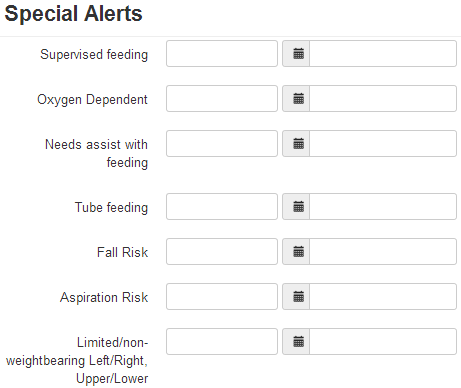 Special Alerts
Supervised feeding
Oxygen Dependent
Needs assist with
feeding
Tube feeding
Fall Risk
Aspiration Risk
Limited/non-
weightbearing Left/Right,
Upper/Lower